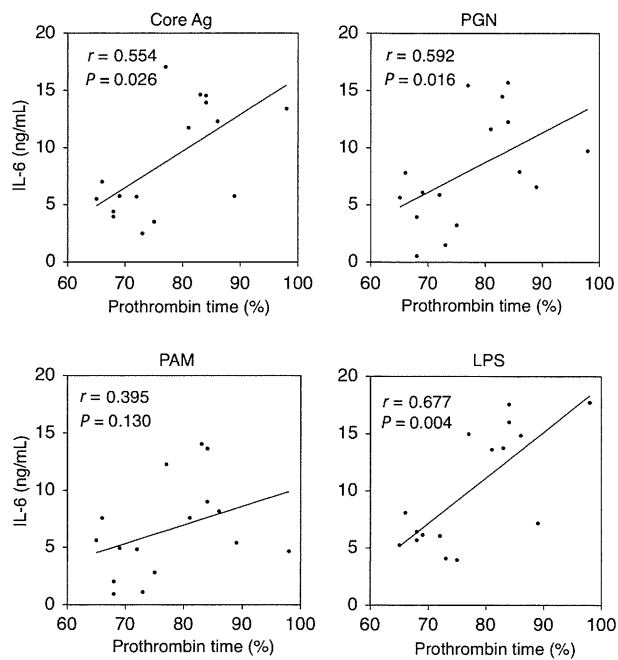 Core Ag
r = 0.554
P = 0.026
20
15
10
5
0
IL-6 (ng/mL)
60 70 80 90 100
Prothrombin time (%)
PGN
r = 0.592
P = 0.016
20
15
10
5
0
60 70 80 90 100
Prothrombin time (%)
PAM
r = 0.395
P = 0.130
20
15
10
5
0
IL-6 (ng/mL)
60 70 80 90 100
Prothrombin time (%)
LPS
r = 0.677
P = 0.004
20
15
10
5
0
60 70 80 90 100
Prothrombin time (%)